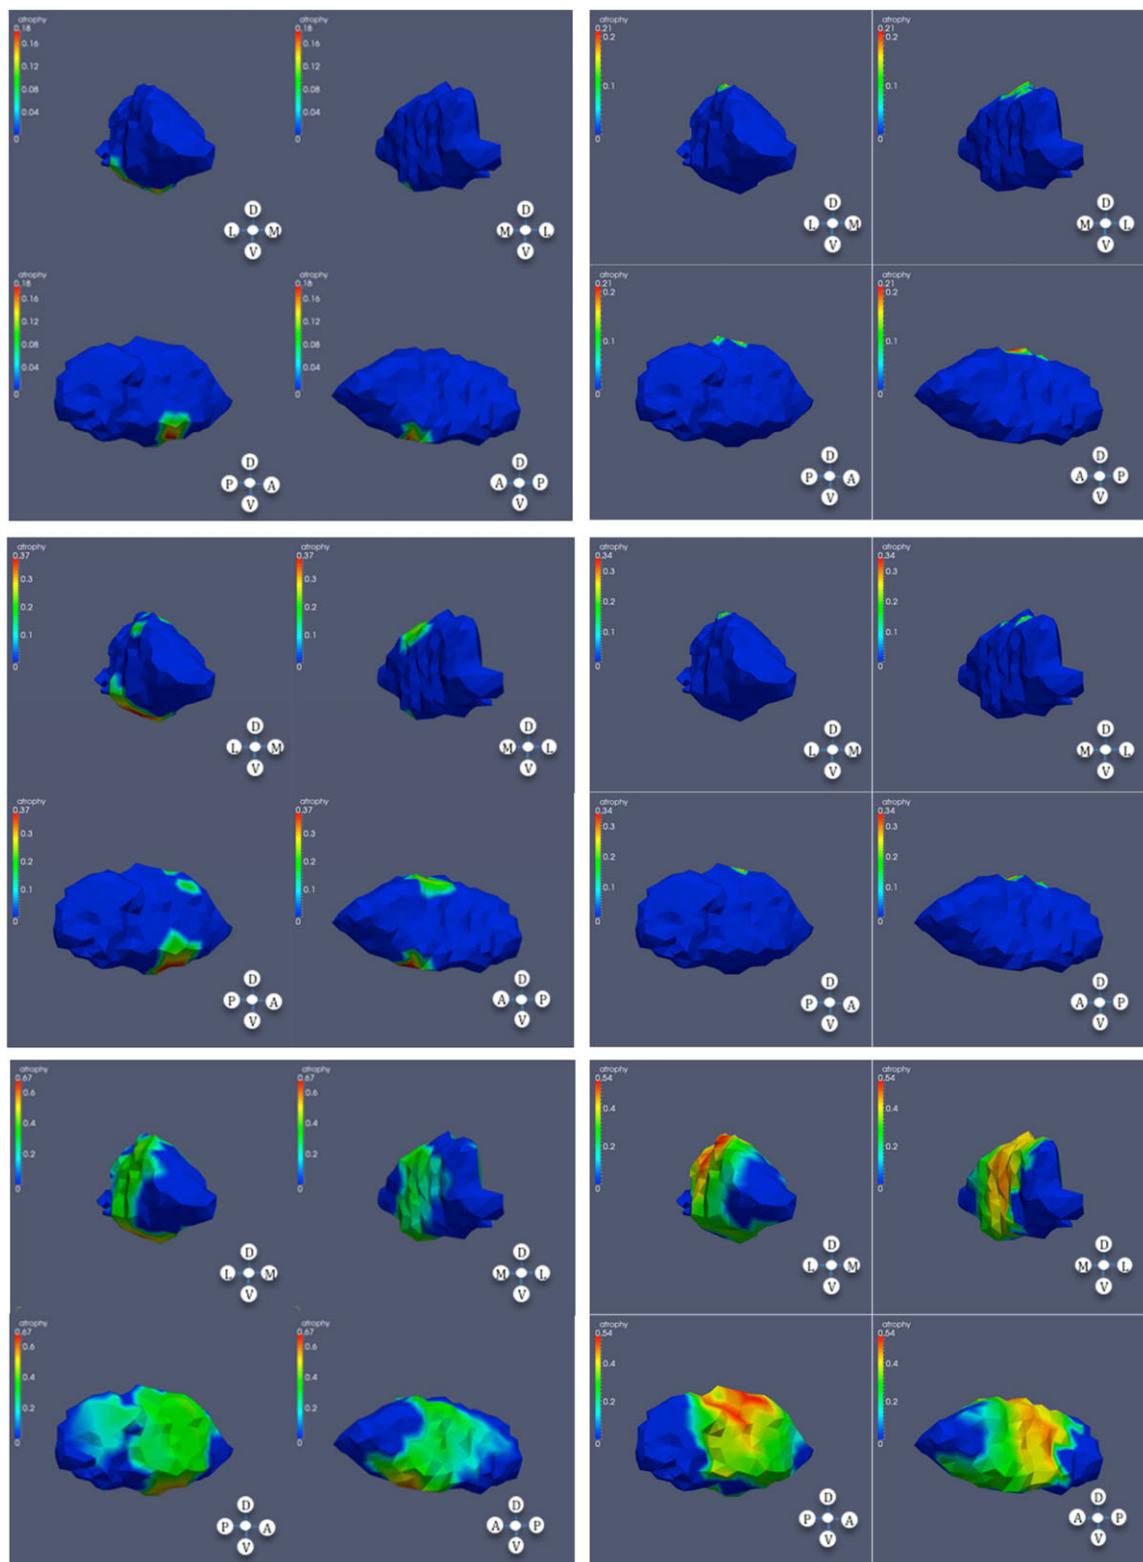 atrophy
0.18
0.16
0.12
0.08
0.04
0
D
L M
V
atrophy
0.18
0.16
0.12
0.08
0.04
0
D
M L
V
atrophy
0.21
0.2
0.1
0
D
L M
V
atrophy
0.21
0.2
0.1
0
D
M L
V
atrophy
0.18
0.16
0.12
0.08
0.04
0
D
P A
V
atrophy
0.18
0.16
0.12
0.08
0.04
0
D
A P
V
atrophy
0.21
0.2
0.1
0
D
P A
V
atrophy
0.21
0.2
0.1
0
D
A P
V
atrophy
0.37
0.3
0.2
0.1
0
D
L M
V
atrophy
0.37
0.3
0.2
0.1
0
D
M L
V
atrophy
0.34
0.3
0.2
0.1
0
D
L M
V
atrophy
0.34
0.3
0.2
0.1
0
D
M L
V
atrophy
0.37
0.3
0.2
0.1
0
D
P A
V
atrophy
0.37
0.3
0.2
0.1
0
D
A P
V
atrophy
0.34
0.3
0.2
0.1
0
D
P A
V
atrophy
0.34
0.3
0.2
0.1
0
D
A P
V
atrophy
0.67
0.6
0.4
0.2
0
D
L M
V
atrophy
0.67
0.6
0.4
0.2
0
D
M L
V
atrophy
0.54
0.4
0.2
0
D
L M
V
atrophy
0.54
0.4
0.2
0
D
M L
V
atrophy
0.67
0.6
0.4
0.2
0
D
P A
V
atrophy
0.67
0.6
0.4
0.2
0
D
A P
V
atrophy
0.54
0.4
0.2
0
D
P A
V
atrophy
0.54
0.4
0.2
0
D
A P
V